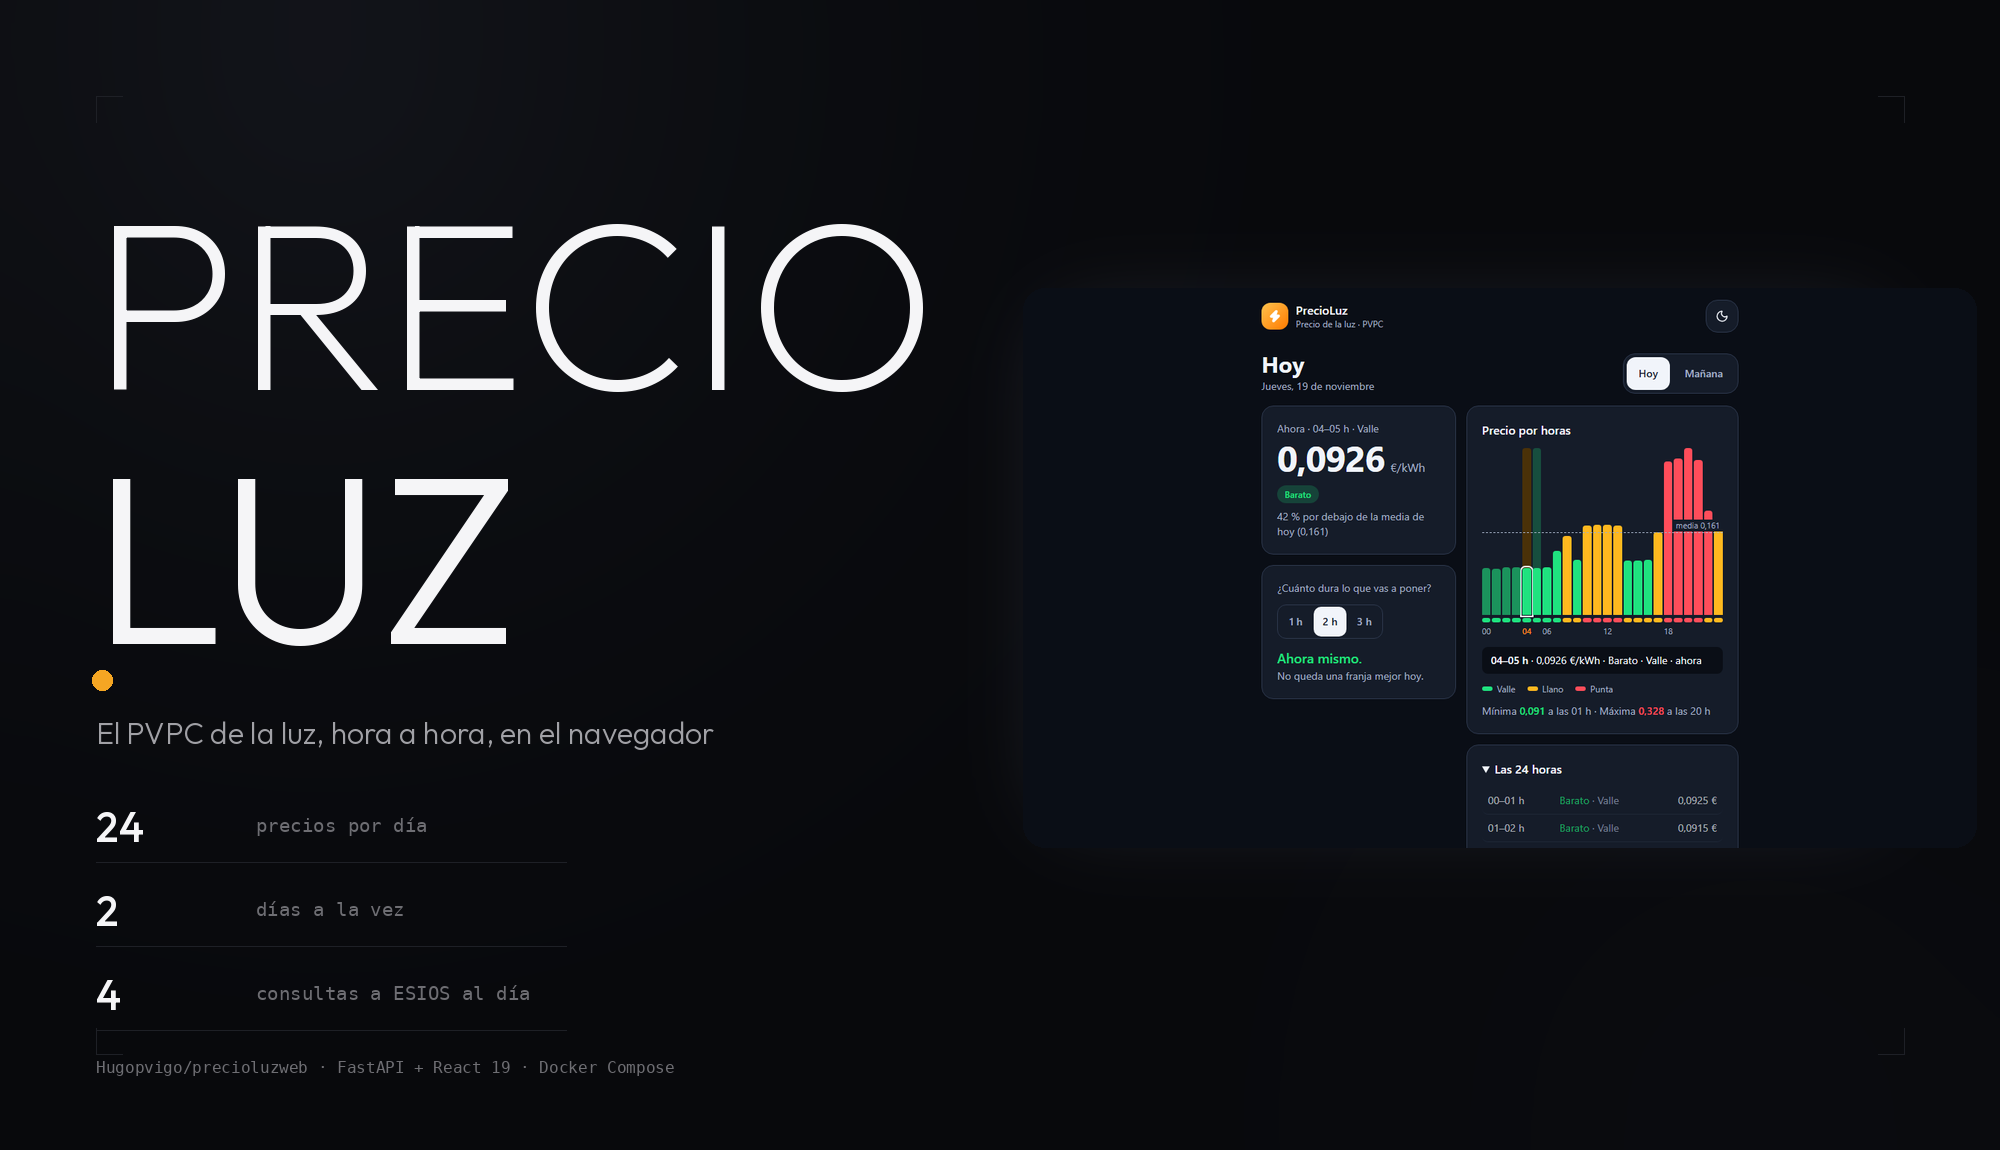 PRECIO
LUZ
El PVPC de la luz, hora a hora, en el navegador
24 precios por día
2 días a la vez
4 consultas a ESIOS al día
Hugopvigo/precioluzweb · FastAPI + React 19 · Docker Compose
PrecioLuz
Precio de la luz · PVPC
Hoy
Jueves, 19 de noviembre
Hoy Mañana
Ahora · 04–05 h · Valle
0,0926 €/kWh
Barato
42 % por debajo de la media de
hoy (0,161)
¿Cuánto dura lo que vas a poner?
1 h 2 h 3 h
Ahora mismo.
No queda una franja mejor hoy.
Precio por horas
media 0,161
00 04 06 12 18
04–05 h · 0,0926 €/kWh · Barato · Valle · ahora
Valle Llano Punta
Mínima 0,091 a las 01 h · Máxima 0,328 a las 20 h
▼ Las 24 horas
00–01 h Barato · Valle 0,0925 €
01–02 h Barato · Valle 0,0915 €